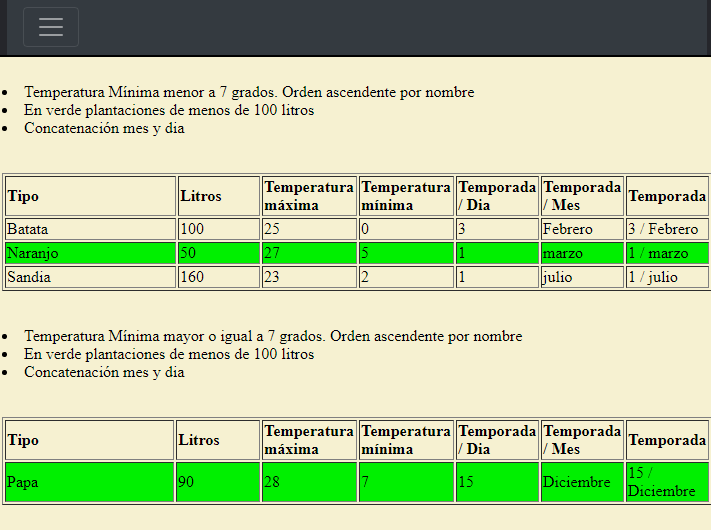 Temperatura Mínima menor a 7 grados. Orden ascendente por nombre
En verde plantaciones de menos de 100 litros
Concatenación mes y dia
Tipo Litros Temperatura máxima Temperatura mínima Temporada / Dia Temporada / Mes Temporada
Batata 100 25 0 3 Febrero 3 / Febrero
Naranjo 50 27 5 1 marzo 1 / marzo
Sandia 160 23 2 1 julio 1 / julio
Temperatura Mínima mayor o igual a 7 grados. Orden ascendente por nombre
En verde plantaciones de menos de 100 litros
Concatenación mes y dia
Tipo Litros Temperatura máxima Temperatura mínima Temporada / Dia Temporada / Mes Temporada
Papa 90 28 7 15 Diciembre 15 / Diciembre